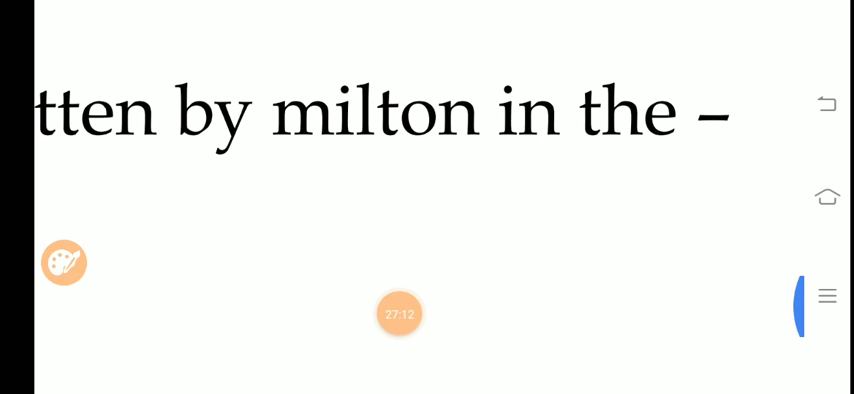 tten by milton in the –
27:12